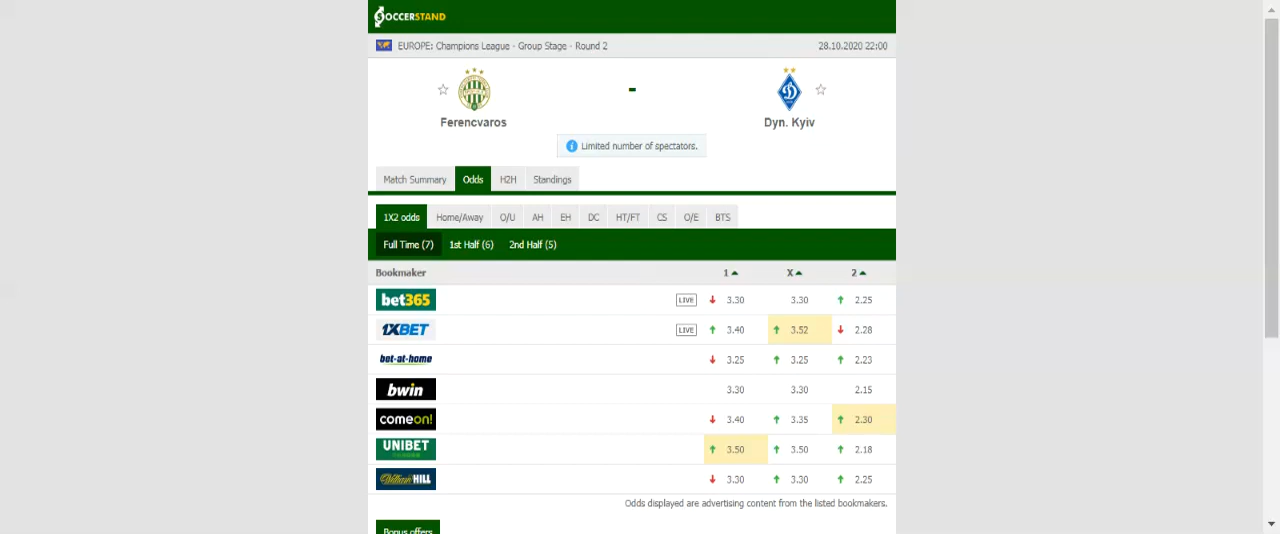 SOCCERSTAND
EUROPE: Champions League - Group Stage - Round 2 28.10.2020 22:00
-
Ferencvaros Dyn. Kyiv
Limited number of spectators.
Match Summary Odds H2H Standings
1X2 odds Home/Away O/U AH EH DC HT/FT CS O/E BTS
Full Time (7) 1st Half (6) 2nd Half (5)
Bookmaker 1 X 2
bet365 LIVE 3.30 3.30 2.25
1XBET LIVE 3.40 3.52 2.28
bet-at-home 3.25 3.25 2.23
bwin 3.30 3.30 2.15
comeon! 3.40 3.35 2.30
UNIBET 3.50 3.50 2.18
William HILL 3.30 3.30 2.25
Odds displayed are advertising content from the listed bookmakers.
Bonus offers